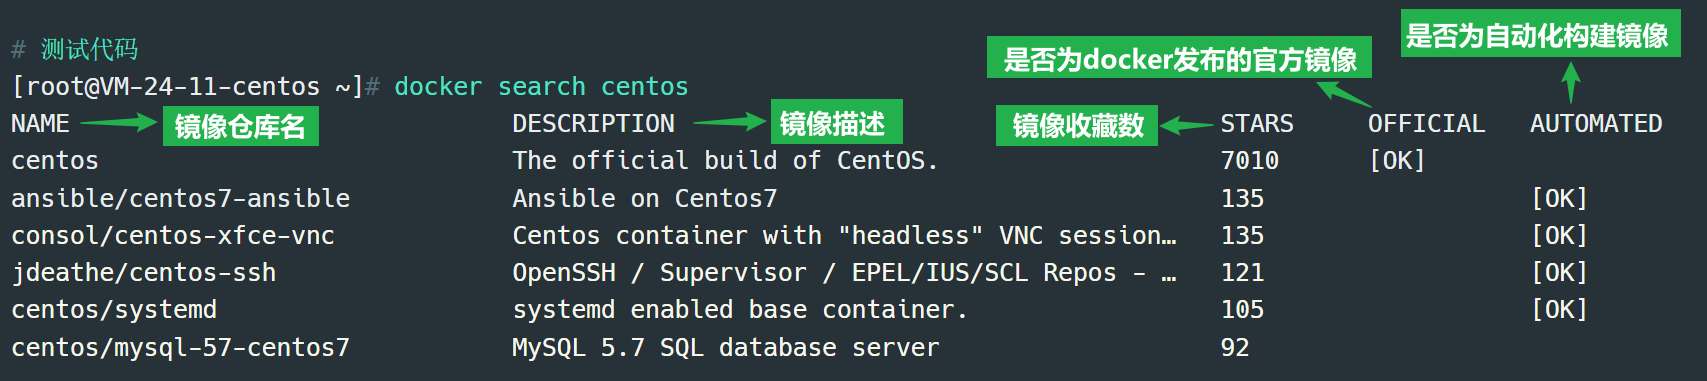 是否为自动化构建镜像
# 测试代码
是否为docker发布的官方镜像
[root@VM-24-11-centos ~]# docker search centos
NAME 镜像仓库名 DESCRIPTION 镜像描述 镜像收藏数 STARS OFFICIAL AUTOMATED
centos The official build of CentOS. 7010 [OK]
ansible/centos7-ansible Ansible on Centos7 135 [OK]
consol/centos-xfce-vnc Centos container with "headless" VNC session… 135 [OK]
jdeathe/centos-ssh OpenSSH / Supervisor / EPEL/IUS/SCL Repos - … 121 [OK]
centos/systemd systemd enabled base container. 105 [OK]
centos/mysql-57-centos7 MySQL 5.7 SQL database server 92